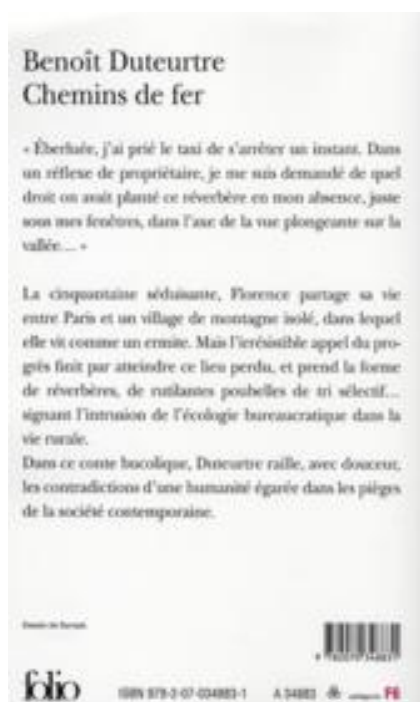 Benoît Duteurtre
Chemins de fer
« Éberluée, j'ai prié le taxi de s'arrêter un instant. Dans
un réflexe de propriétaire, je me suis demandé de quel
droit on avait planté ce réverbère en mon absence, juste
sous mes fenêtres, dans l'axe de la vue plongeante sur la
vallée... »
La cinquantaine séduisante, Florence partage sa vie
entre Paris et un village de montagne isolé, dans lequel
elle vit comme un ermite. Mais l'irrésistible appel du pro-
grès finit par atteindre ce lieu perdu, et prend la forme
de réverbères, de rutilantes poubelles de tri sélectif...
signant l'intrusion de l'écologie bureaucratique dans la
vie rurale.
Dans ce conte bucolique, Duteurtre raille, avec douceur,
les contradictions d'une humanité égarée dans les pièges
de la société contemporaine.
folio
ISBN 978-2-07-034883-1
A 34883
F6